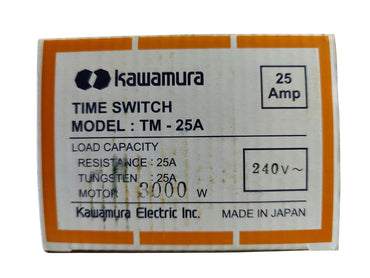 kawamura
25
Amp
TIME SWITCH
MODEL : TM - 25A
LOAD CAPACITY
RESISTANCE : 25A
TUNGSTEN : 25A
MOTOR 3000 W
240V~
Kawamura Electric Inc.
MADE IN JAPAN